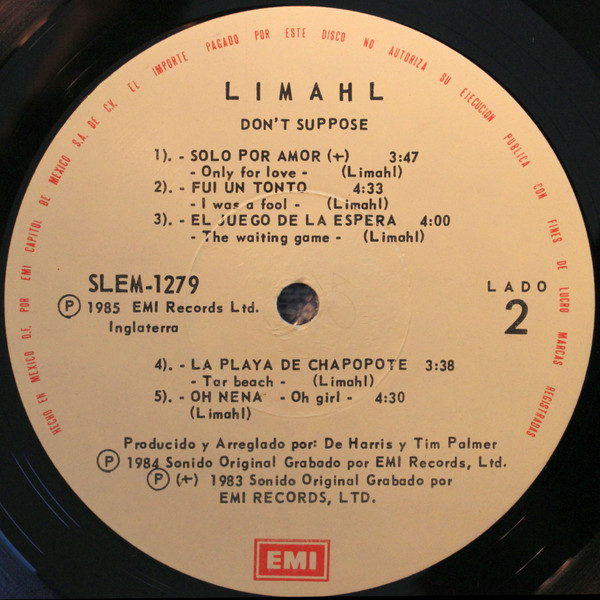 HECHO EN MEXICO D.F. POR EMI CAPITOL DE MEXICO S.A. DE C.V. EL IMPORTE PAGADO POR ESTE DISCO NO AUTORIZA SU EJECUCION PUBLICA CON FINES DE LUCRO MARCAS REGISTRADAS
LIMAHL
DON'T SUPPOSE
1). - SOLO POR AMOR (+) 3:47
- Only for love - (Limahl)
2). - FUI UN TONTO 4:33
- I was a fool - (Limahl)
3). - EL JUEGO DE LA ESPERA 4:00
- The waiting game - (Limahl)
SLEM-1279
Ⓟ 1985 EMI Records Ltd.
Inglaterra
LADO
2
4). - LA PLAYA DE CHAPOPOTE 3:38
- Tar beach - (Limahl)
5). - OH NENA - Oh girl - 4:30
(Limahl)
Producido y Arreglado por: De Harris y Tim Palmer
Ⓟ 1984 Sonido Original Grabado por EMI Records, Ltd.
Ⓟ (+) 1983 Sonido Original Grabado por
EMI RECORDS, LTD.
EMI